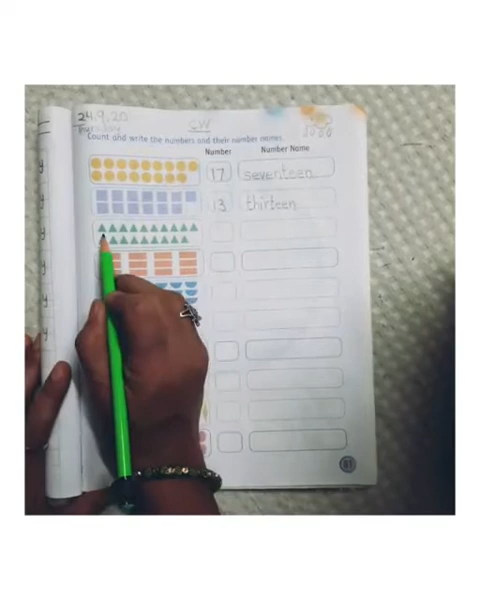 24.9.20
Thursday
CW
Count and write the numbers and their number names.
Number Number Name
17 seventeen
13 thirteen